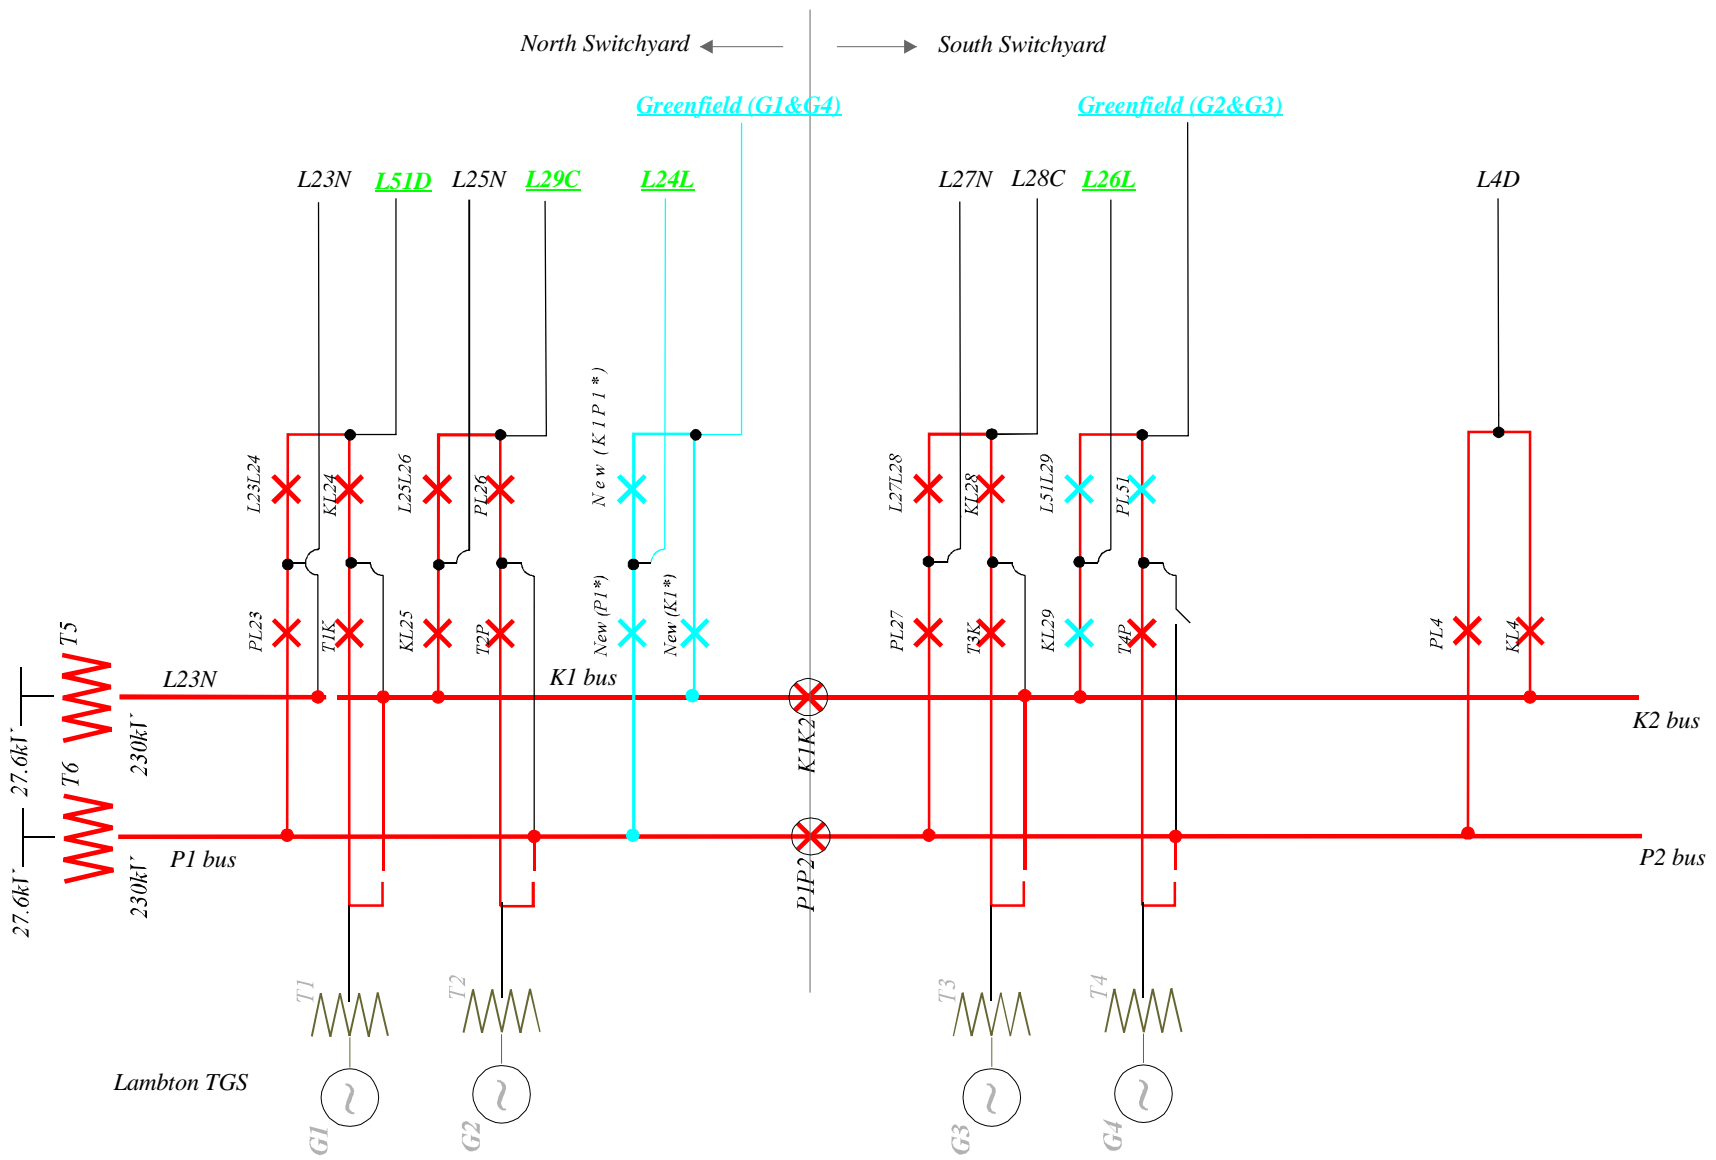 North Switchyard
South Switchyard
Greenfield (G1&G4)
Greenfield (G2&G3)
L23N
L51D
L25N
L29C
L24L
L27N
L28C
L26L
L4D
L23L24
KL24
L25L26
PL26
New (K1P1*)
L27L28
KL28
L51L29
PL51
PL23
T1K
KL25
T2P
New (P1*)
New (K1*)
PL27
T3K
KL29
T4P
PL4
KL4
T5
L23N
K1 bus
K2 bus
27.6kV
230kV
K1K2
T6
P1 bus
P2 bus
27.6kV
230kV
P1P2
T1
T2
T3
T4
Lambton TGS
~
~
~
~
G1
G2
G3
G4